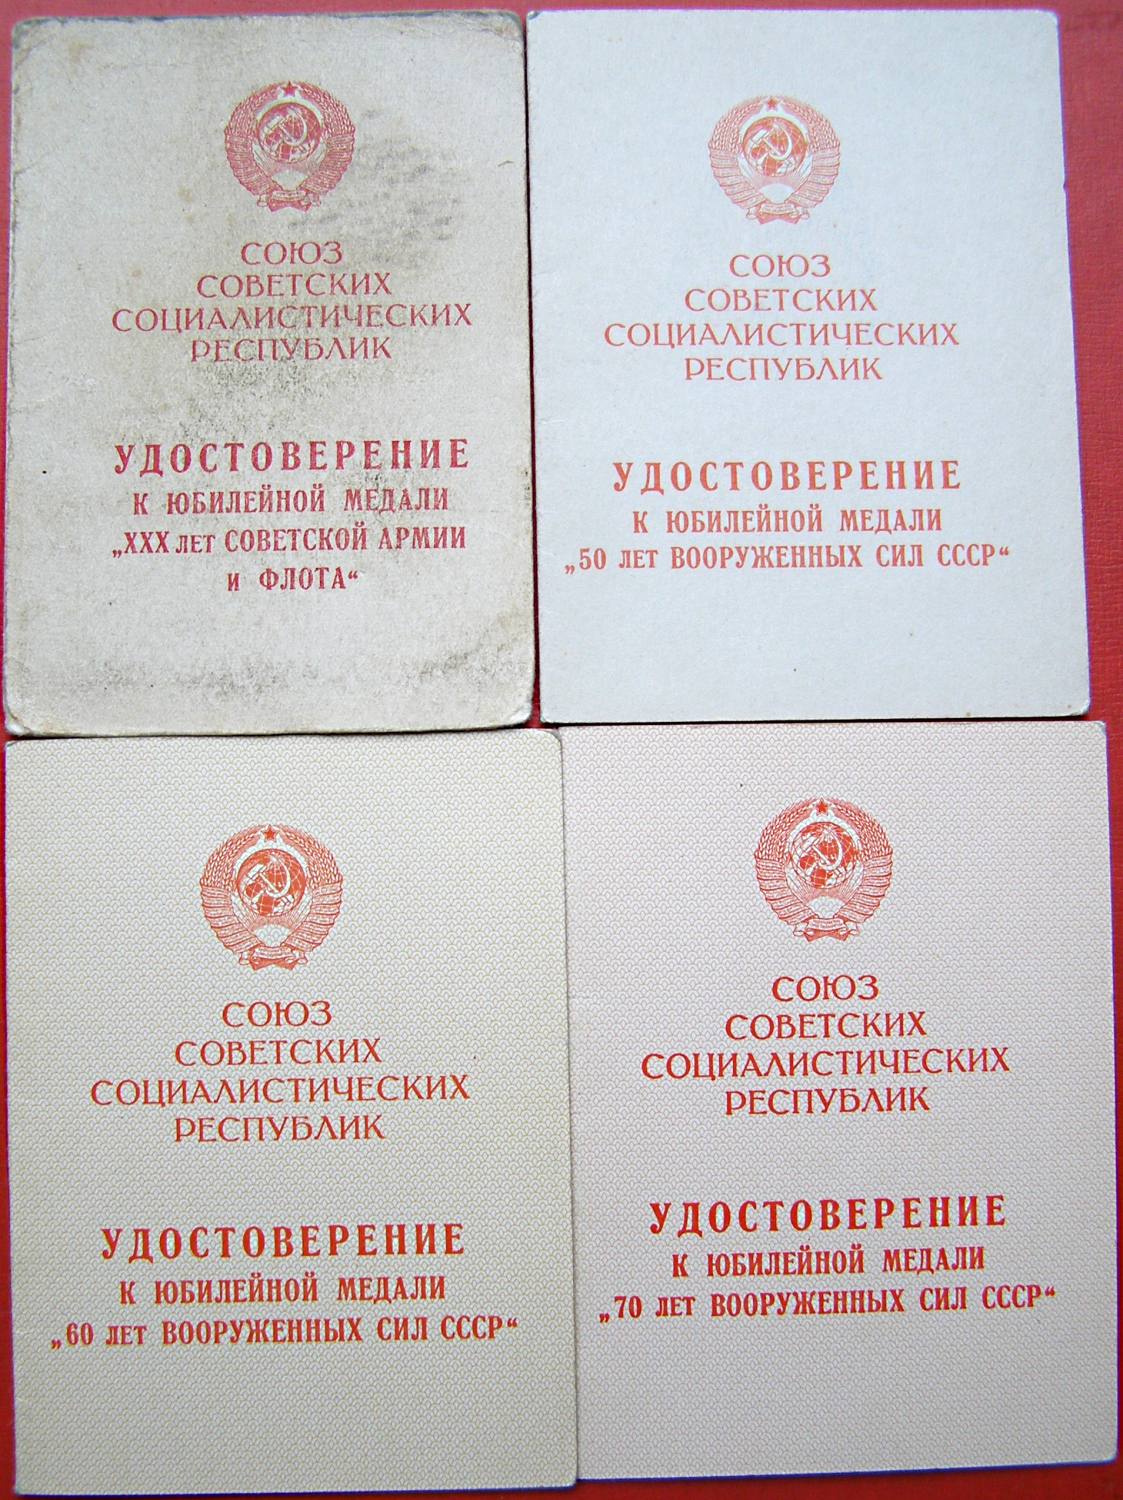 СОЮЗ
СОВЕТСКИХ
СОЦИАЛИСТИЧЕСКИХ
РЕСПУБЛИК
УДОСТОВЕРЕНИЕ
К ЮБИЛЕЙНОЙ МЕДАЛИ
„XXX лет СОВЕТСКОЙ АРМИИ
и ФЛОТА“
СОЮЗ
СОВЕТСКИХ
СОЦИАЛИСТИЧЕСКИХ
РЕСПУБЛИК
УДОСТОВЕРЕНИЕ
К ЮБИЛЕЙНОЙ МЕДАЛИ
„50 ЛЕТ ВООРУЖЕННЫХ СИЛ СССР“
СОЮЗ
СОВЕТСКИХ
СОЦИАЛИСТИЧЕСКИХ
РЕСПУБЛИК
УДОСТОВЕРЕНИЕ
К ЮБИЛЕЙНОЙ МЕДАЛИ
„60 ЛЕТ ВООРУЖЕННЫХ СИЛ СССР“
СОЮЗ
СОВЕТСКИХ
СОЦИАЛИСТИЧЕСКИХ
РЕСПУБЛИК
УДОСТОВЕРЕНИЕ
К ЮБИЛЕЙНОЙ МЕДАЛИ
„70 ЛЕТ ВООРУЖЕННЫХ СИЛ СССР“